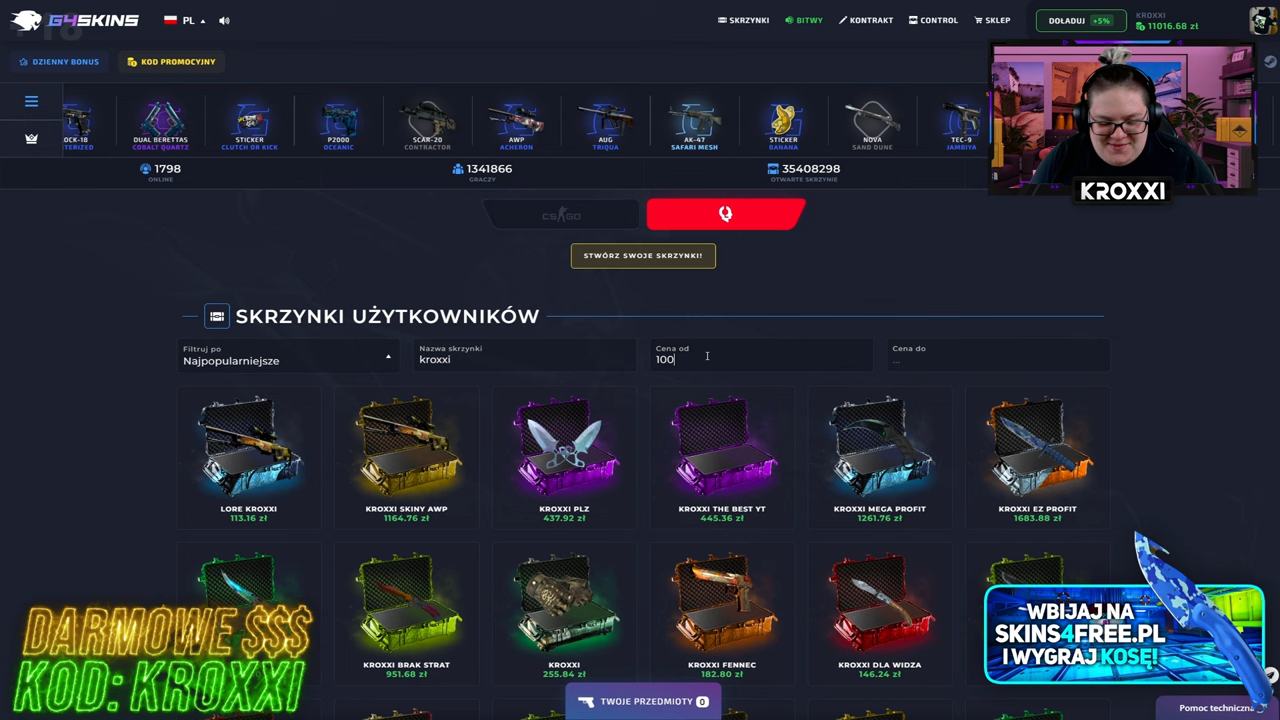 G4SKINS
PL
SKRZYNKI
BITWY
KONTRAKT
CONTROL
SKLEP
DOŁADUJ +5%
KROXXI
11016.68 zł
DZIENNY BONUS
KOD PROMOCYJNY
OCK-18
TERIZED
DUAL BERETTAS
COBALT QUARTZ
STICKER
CLUTCH OR KICK
P2000
OCEANIC
SCAR-20
CONTRACTOR
AWP
ACHERON
AUG
TRIQUA
AK-47
SAFARI MESH
STICKER
BANANA
NOVA
SAND DUNE
TEC-9
JAMBIYA
KROXXI
1798
ONLINE
1341866
GRACZY
35408298
OTWARTE SKRZYNIE
CS GO
STWÓRZ SWOJE SKRZYNKI!
SKRZYNKI UŻYTKOWNIKÓW
Filtruj po
Najpopularniejsze
Nazwa skrzynki
kroxxi
Cena od
100
Cena do
...
LORE KROXXI
113.16 zł
KROXXI SKINY AWP
1164.76 zł
KROXXI PLZ
437.92 zł
KROXXI THE BEST YT
445.36 zł
KROXXI MEGA PROFIT
1261.76 zł
KROXXI EZ PROFIT
1683.88 zł
KROXXI BRAK STRAT
951.68 zł
KROXXI
255.84 zł
KROXXI FENNEC
182.80 zł
KROXXI DLA WIDZA
146.24 zł
DARMOWE $$$
KOD: KROXXI
WBIJAJ NA
SKINS4FREE.PL
I WYGRAJ KOSĘ!
TWOJE PRZEDMIOTY 0
Pomoc techniczna